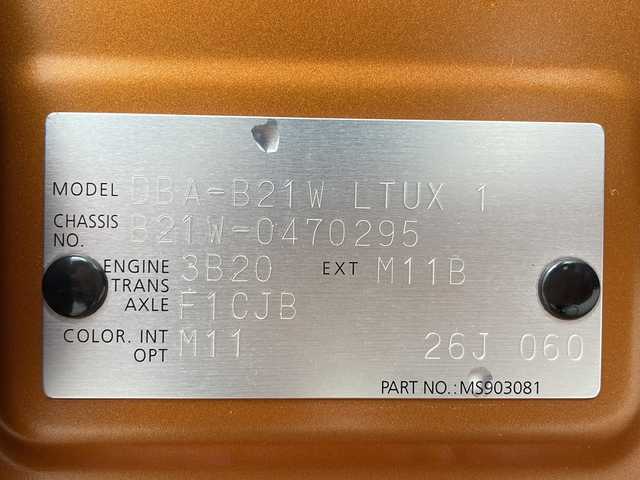 MODEL DBA-B21W LTUX 1
CHASSIS NO. B21W-0470295
ENGINE 3B20 EXT M11B
TRANS AXLE F1CJB
COLOR. INT M11
OPT 26J 060
PART NO.:MS903081